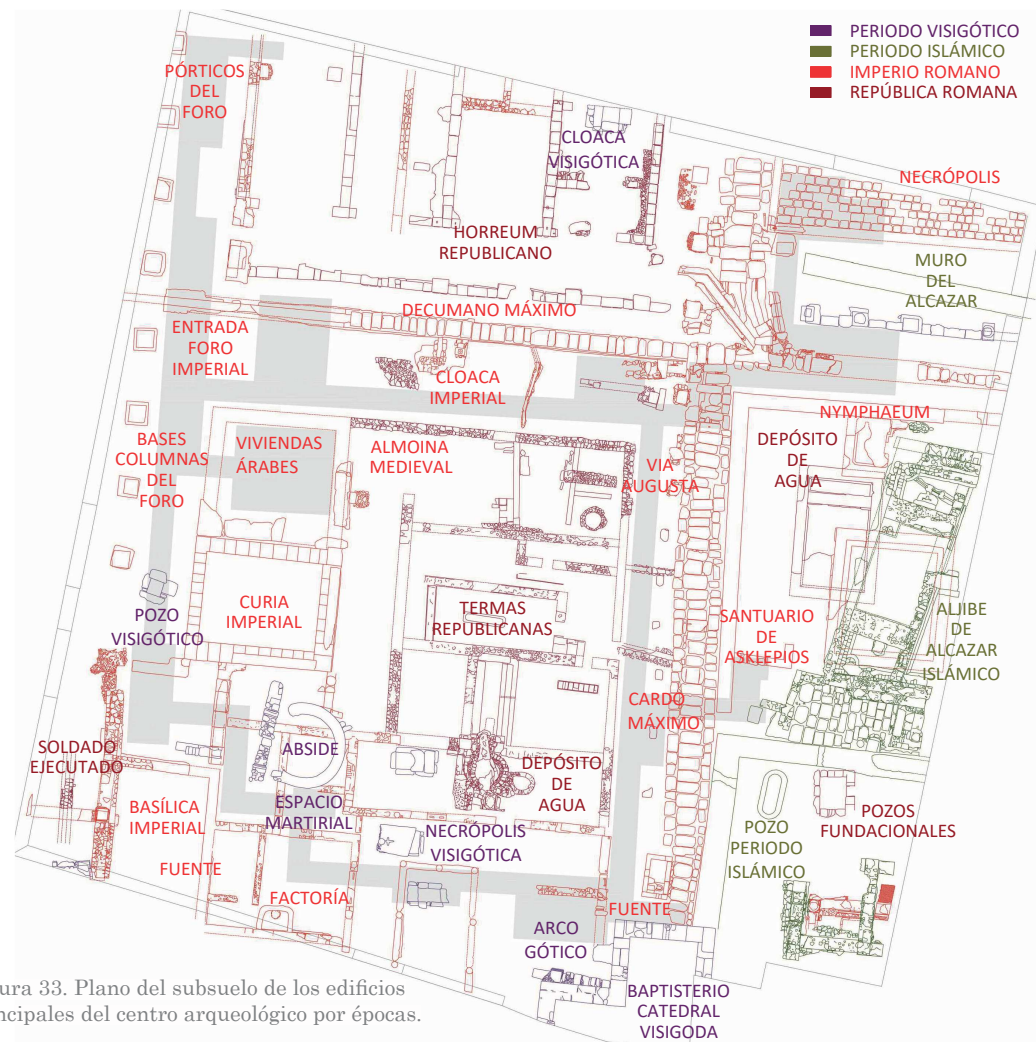 PERIODO VISIGÓTICO
PERIODO ISLÁMICO
IMPERIO ROMANO
REPÚBLICA ROMANA
PÓRTICOS
DEL
FORO
CLOACA
VISIGÓTICA
NECRÓPOLIS
HORREUM
REPUBLICANO
MURO
DEL
ALCAZAR
DECUMANO MÁXIMO
ENTRADA
FORO
IMPERIAL
CLOACA
IMPERIAL
NYMPHAEUM
BASES
COLUMNAS
DEL
FORO
VIVIENDAS
ÁRABES
ALMOINA
MEDIEVAL
VIA
AUGUSTA
DEPÓSITO
DE
AGUA
POZO
VISIGÓTICO
CURIA
IMPERIAL
TERMAS
REPUBLICANAS
SANTUARIO
DE
ASKLEPIOS
ALJIBE
DE
ALCAZAR
ISLÁMICO
CARDO
MÁXIMO
SOLDADO
EJECUTADO
ABSIDE
DEPÓSITO
DE
AGUA
BASÍLICA
IMPERIAL
ESPACIO
MARTIRIAL
NECRÓPOLIS
VISIGÓTICA
POZO
PERIODO
ISLÁMICO
POZOS
FUNDACIONALES
FUENTE
FACTORÍA
FUENTE
ARCO
GÓTICO
BAPTISTERIO
CATEDRAL
VISIGODA
ura 33. Plano del subsuelo de los edificios
ncipales del centro arqueológico por épocas.